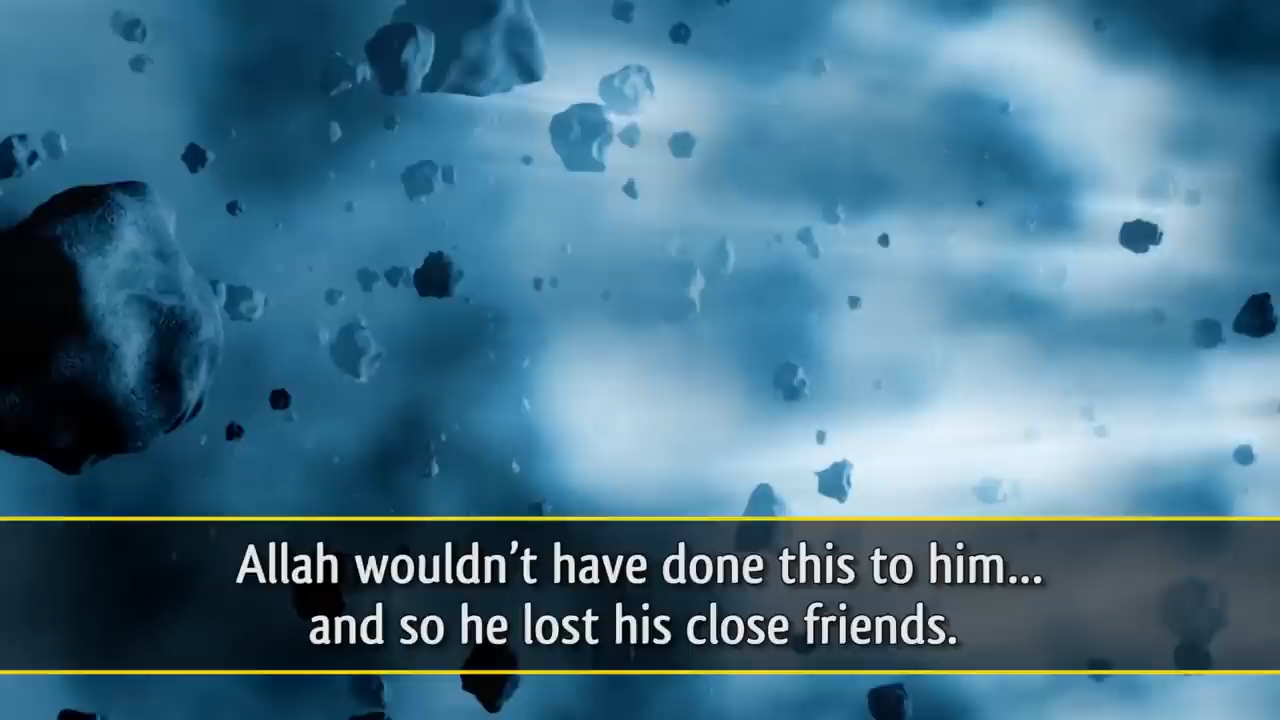 Allah wouldn’t have done this to him...
and so he lost his close friends.